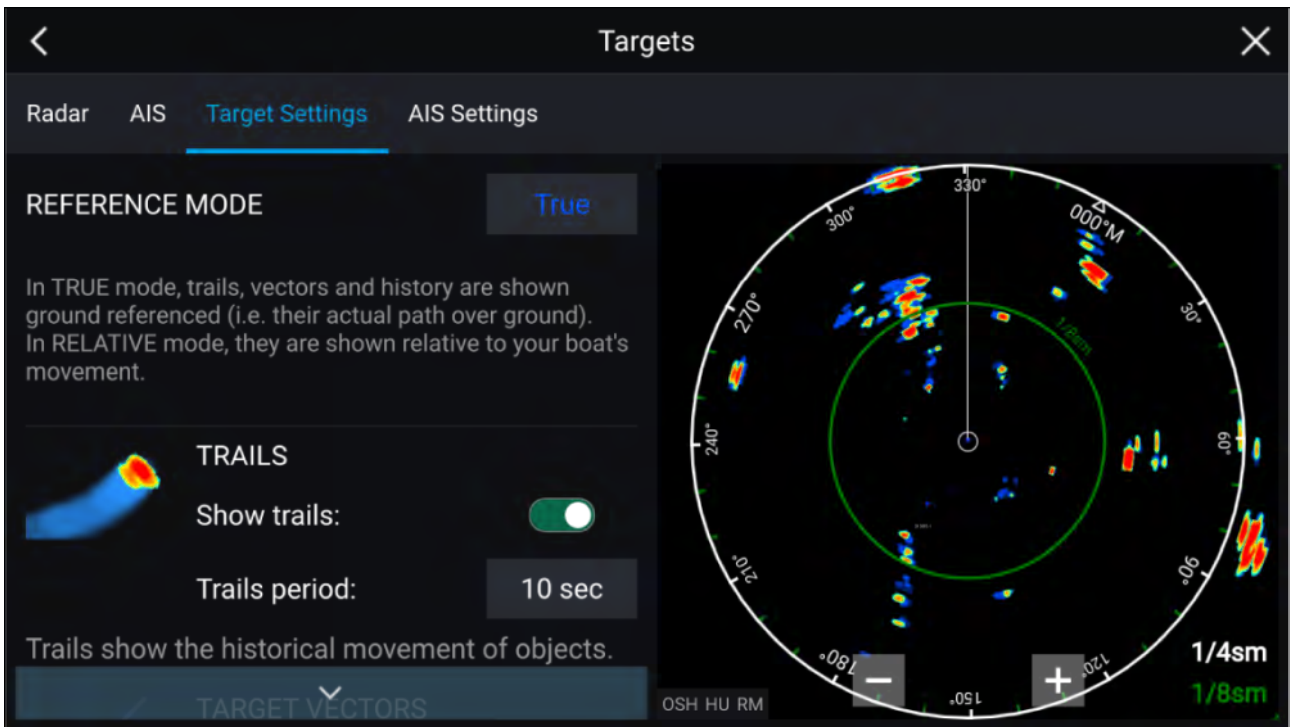 Targets
Radar AIS Target Settings AIS Settings
REFERENCE MODE True
In TRUE mode, trails, vectors and history are shown
ground referenced (i.e. their actual path over ground).
In RELATIVE mode, they are shown relative to your boat's
movement.
TRAILS
Show trails:
Trails period: 10 sec
Trails show the historical movement of objects.
TARGET VECTORS
330°
000°M
30°
60°
90°
120°
150°
180°
210°
240°
270°
300°
1/8sm
1/4sm
1/8sm
OSH HU RM